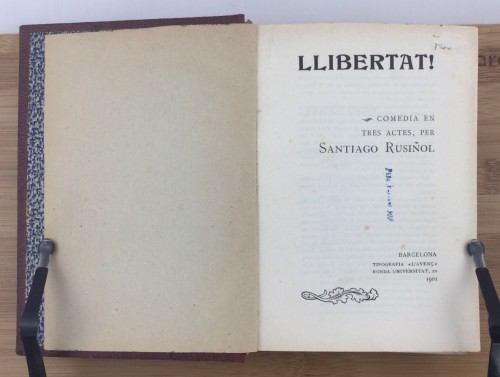 LLIBERTAT!
COMEDIA EN
TRES ACTES, PER
SANTIAGO RUSIÑOL
BARCELONA
TIPOGRAFIA «L'AVENÇ»
RONDA UNIVERSITAT, 20
1901